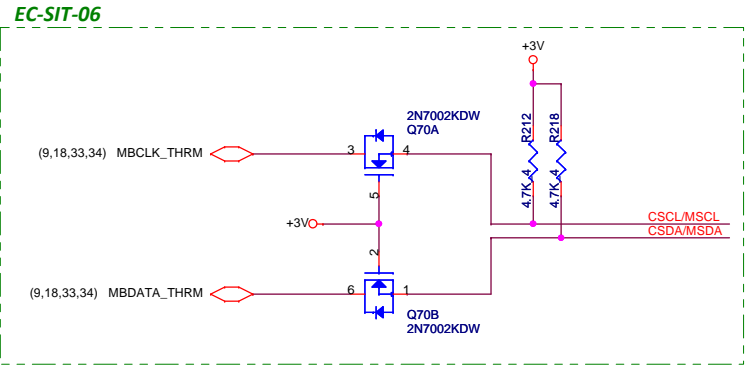 EC-SIT-06
+3V
2N7002KDW
Q70A
R212
R218
(9,18,33,34) MBCLK_THRM
3
4
4.7K_4
4.7K_4
5
+3V
CSCL/MSCL
CSDA/MSDA
2
(9,18,33,34) MBDATA_THRM
6
1
Q70B
2N7002KDW